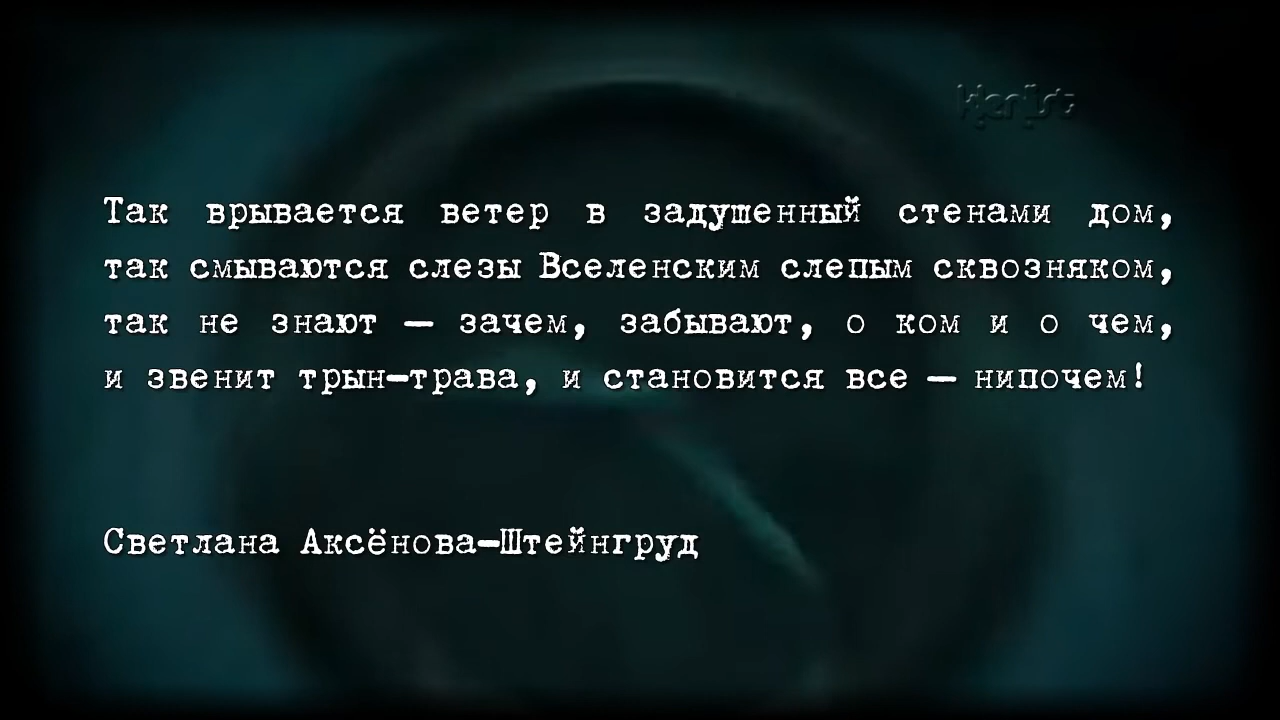 Так врывается ветер в задушенный стенами дом,
так смываются слезы Вселенским слепым сквозняком,
так не знают — зачем, забывают, о ком и о чем,
и звенит трын-трава, и становится все — нипочем!
Светлана Аксёнова-Штейнгруд